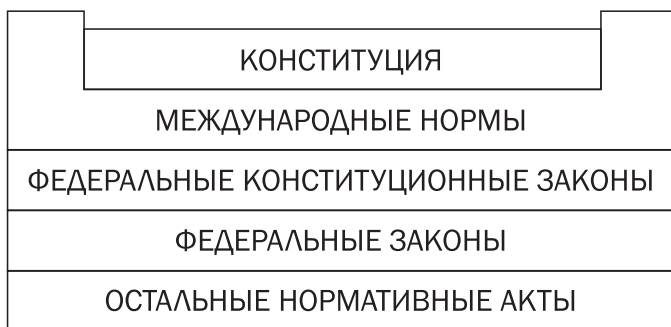 КОНСТИТУЦИЯ
МЕЖДУНАРОДНЫЕ НОРМЫ
ФЕДЕРАЛЬНЫЕ КОНСТИТУЦИОННЫЕ ЗАКОНЫ
ФЕДЕРАЛЬНЫЕ ЗАКОНЫ
ОСТАЛЬНЫЕ НОРМАТИВНЫЕ АКТЫ